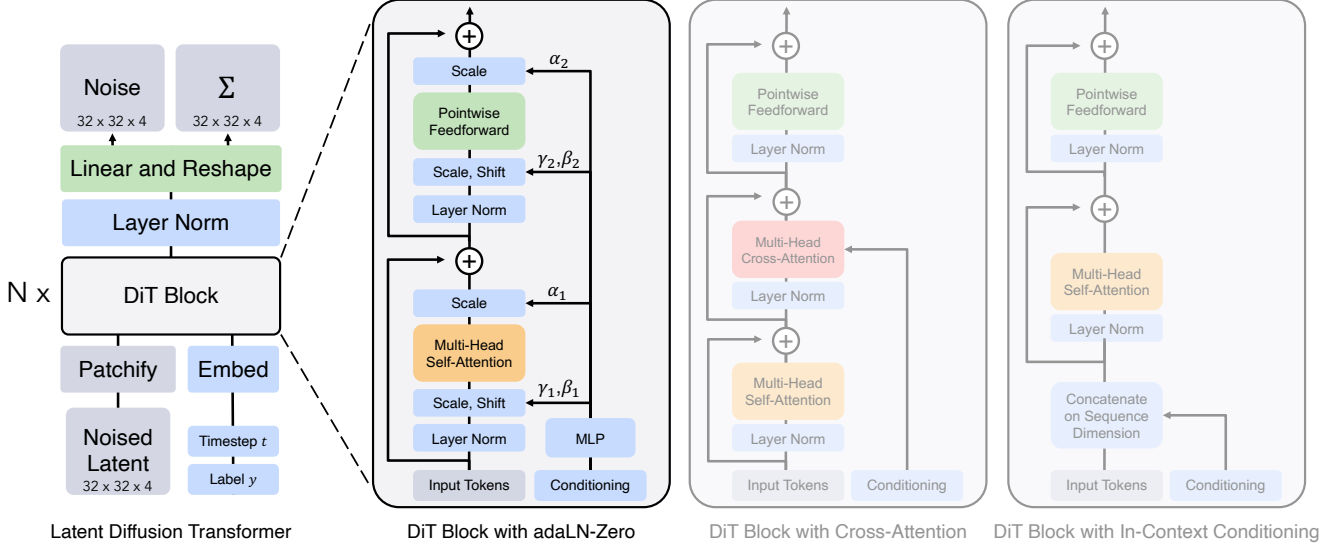 Noise
32 x 32 x 4
Σ
32 x 32 x 4
Linear and Reshape
Layer Norm
N x
DiT Block
Patchify
Embed
Noised
Latent
32 x 32 x 4
Timestep t
Label y
Latent Diffusion Transformer
+
Scale
α₂
Pointwise
Feedforward
Scale, Shift
γ₂,β₂
Layer Norm
+
Scale
α₁
Multi-Head
Self-Attention
Scale, Shift
γ₁,β₁
Layer Norm
MLP
Input Tokens
Conditioning
DiT Block with adaLN-Zero
+
Pointwise
Feedforward
Layer Norm
+
Multi-Head
Cross-Attention
Layer Norm
+
Multi-Head
Self-Attention
Layer Norm
Input Tokens
Conditioning
DiT Block with Cross-Attention
+
Pointwise
Feedforward
Layer Norm
+
Multi-Head
Self-Attention
Layer Norm
Concatenate
on Sequence
Dimension
Input Tokens
Conditioning
DiT Block with In-Context Conditioning